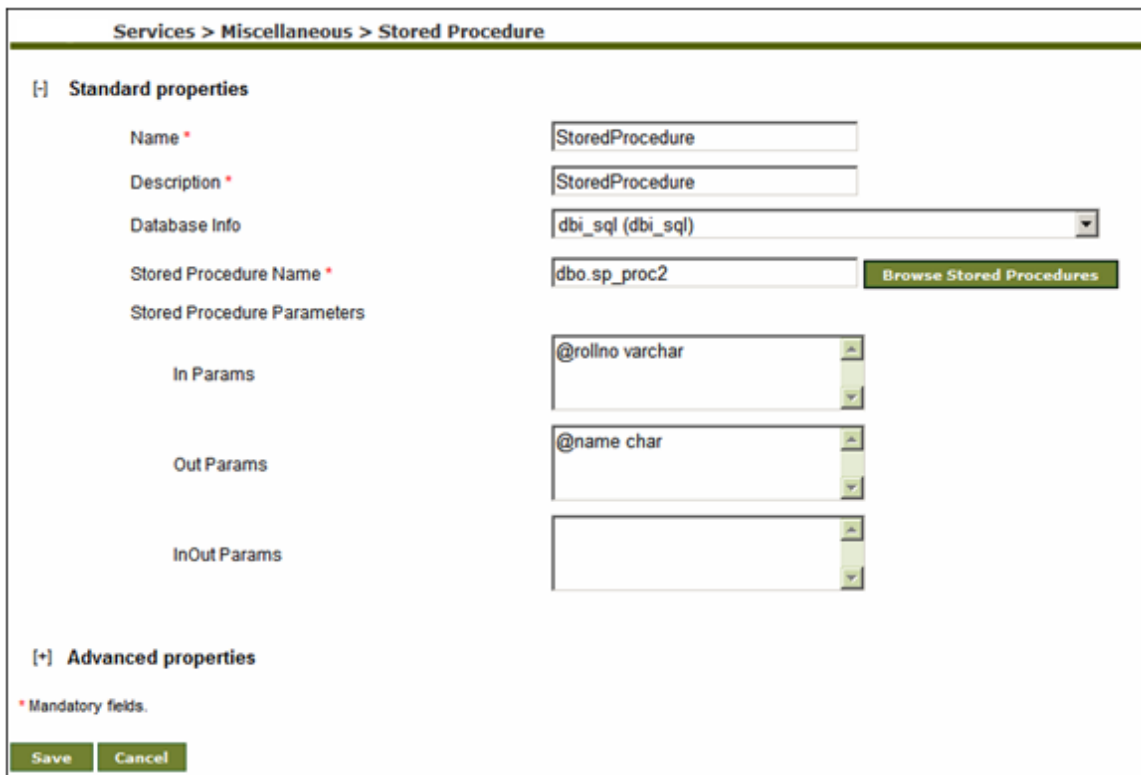 Services > Miscellaneous > Stored Procedure
[-] Standard properties
Name * StoredProcedure
Description * StoredProcedure
Database Info dbi_sql (dbi_sql)
Stored Procedure Name * dbo.sp_proc2 Browse Stored Procedures
Stored Procedure Parameters
In Params @rollno varchar
Out Params @name char
InOut Params
[+] Advanced properties
* Mandatory fields.
Save Cancel